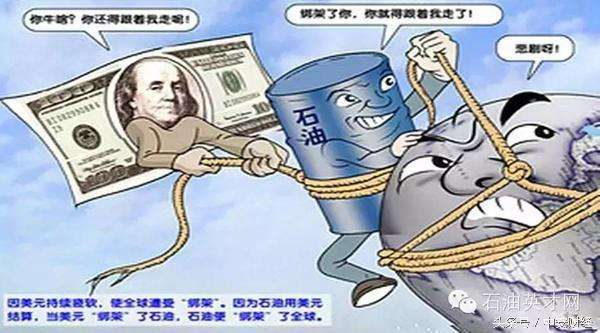 你牛啥？你还得跟着我走呢！
绑架了你，你就得跟着我走了！
悲剧呀！
100
石油
因美元持续疲软，使全球遭受“绑架”。因为石油用美元
结算，当美元“绑架”了石油，石油便“绑架”了全球。
石油英才网